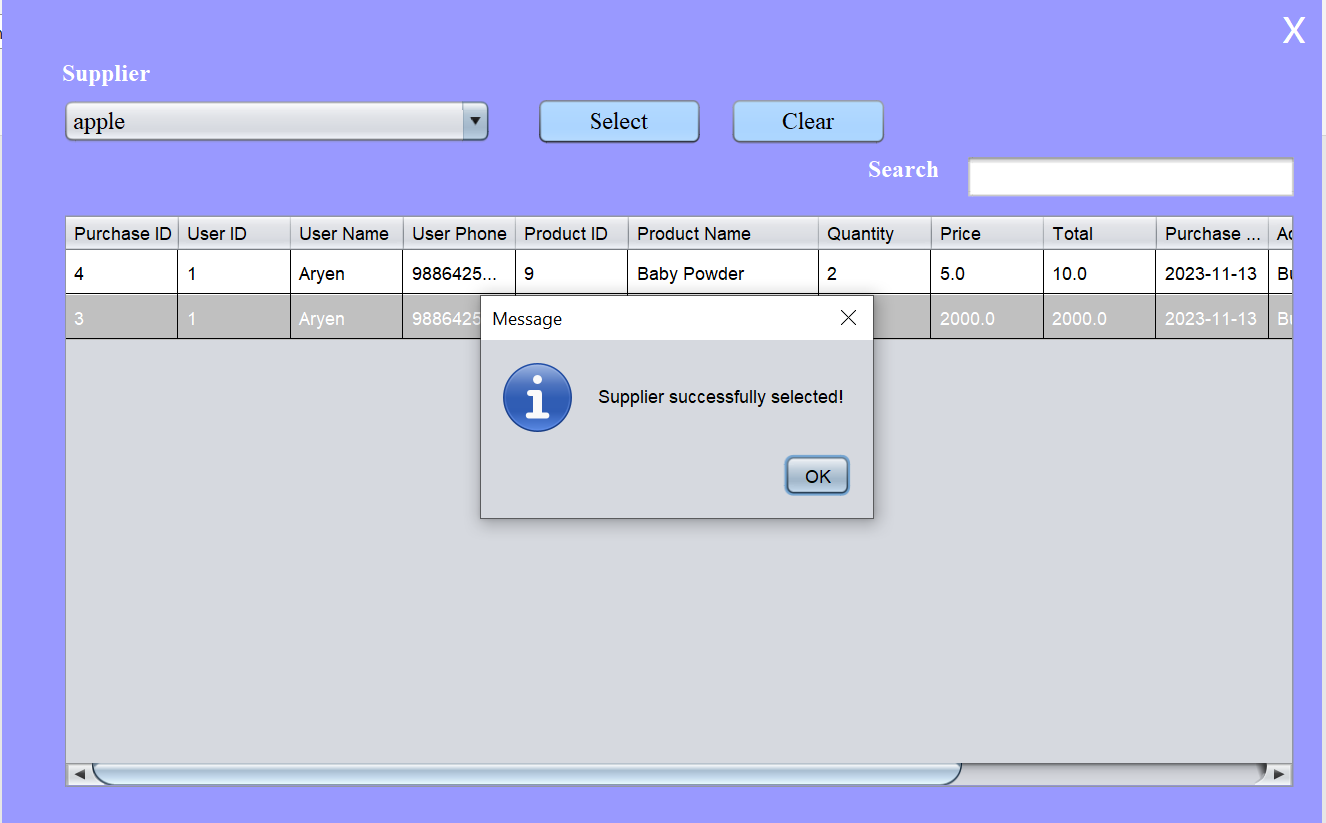 X
Supplier
apple
Select Clear
Search
Purchase ID User ID User Name User Phone Product ID Product Name Quantity Price Total Purchase ...
4 1 Aryen 9886425... 9 Baby Powder 2 5.0 10.0 2023-11-13
3 1 Aryen 9886425 2000.0 2000.0 2023-11-13
Message
Supplier successfully selected!
OK